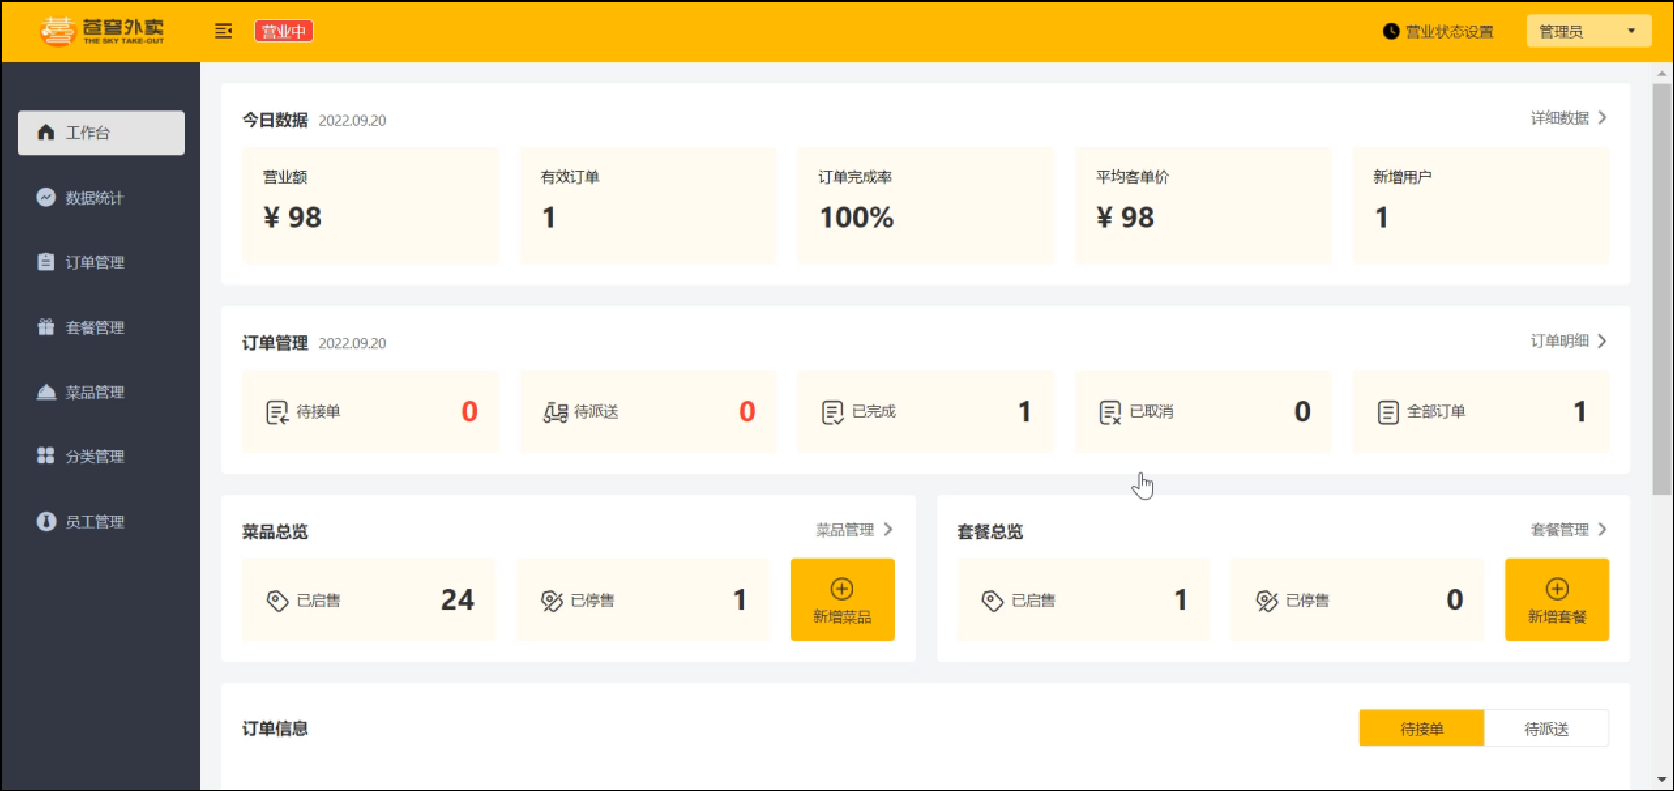 苍穹外卖
THE SKY TAKE-OUT
营业中
营业状态设置
管理员
工作台
数据统计
订单管理
套餐管理
菜品管理
分类管理
员工管理
今日数据 2022.09.20
详细数据
营业额
¥ 98
有效订单
1
订单完成率
100%
平均客单价
¥ 98
新增用户
1
订单管理 2022.09.20
订单明细
待接单 0
待派送 0
已完成 1
已取消 0
全部订单 1
菜品总览
菜品管理
已启售 24
已停售 1
新增菜品
套餐总览
套餐管理
已启售 1
已停售 0
新增套餐
订单信息
待接单
待派送